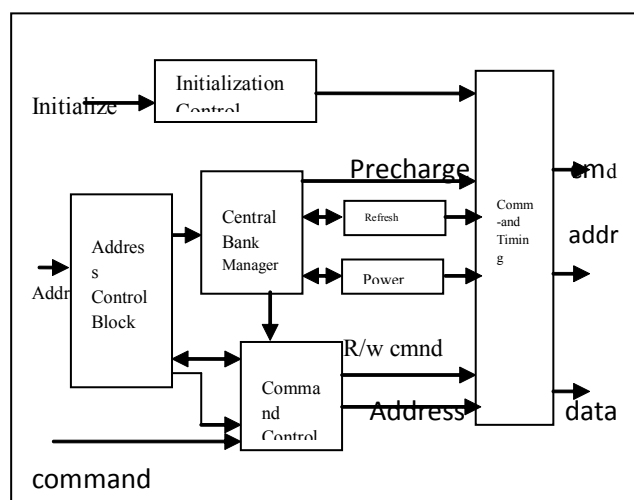 Initialize
Initialization
Control
Precharge
cmd
Refresh
Comm
-and
Timin
g
addr
Central
Bank
Manager
Addres
s
Control
Block
Addr
Power
R/w cmnd
Comma
nd
Control
Address
data
command